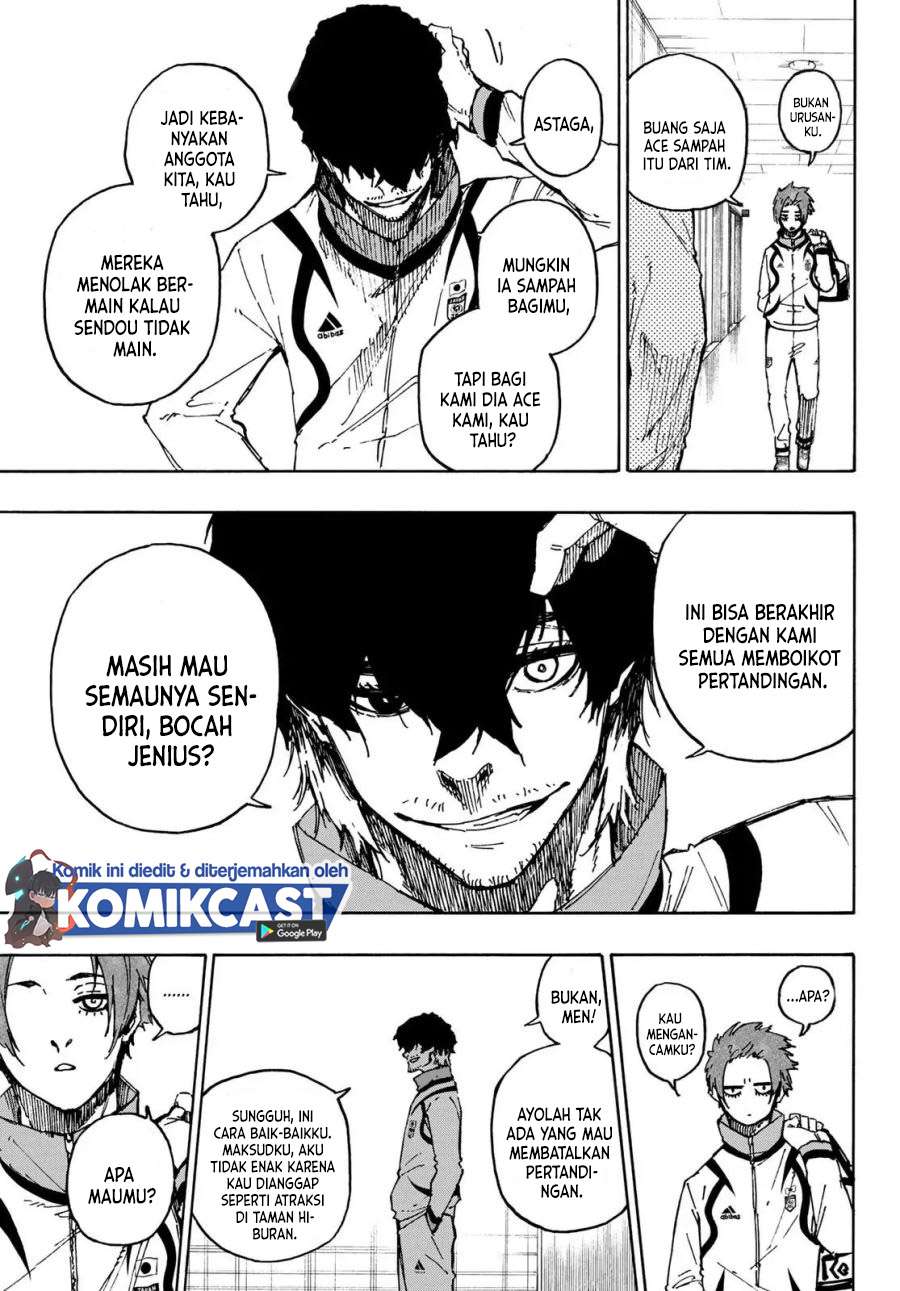 BUKAN
URUSAN-
KU.
BUANG SAJA
ACE SAMPAH
ITU DARI TIM.
ASTAGA,
MUNGKIN
IA SAMPAH
BAGIMU,
TAPI BAGI
KAMI DIA ACE
KAMI, KAU
TAHU?
JADI KEBA-
NYAKAN
ANGGOTA
KITA, KAU
TAHU,
MEREKA
MENOLAK BER-
MAIN KALAU
SENDOU TIDAK
MAIN.
abibas
INI BISA BERAKHIR
DENGAN KAMI
SEMUA MEMBOIKOT
PERTANDINGAN.
MASIH MAU
SEMAUNYA SEN-
DIRI, BOCAH
JENIUS?
Komik ini diedit & diterjemahkan oleh
KOMIKCAST
GET IT ON
Google Play
...APA?
KAU
MENGAN-
CAMKU?
abibas
Re
BUKAN,
MEN!
AYOLAH TAK
ADA YANG MAU
MEMBATALKAN
PERTANDI-
NGAN.
SUNGGUH, INI
CARA BAIK-BAIKKU.
MAKSUDKU, AKU
TIDAK ENAK KARENA
KAU DIANGGAP
SEPERTI ATRAKSI
DI TAMAN HI-
BURAN.
......
APA
MAUMU?